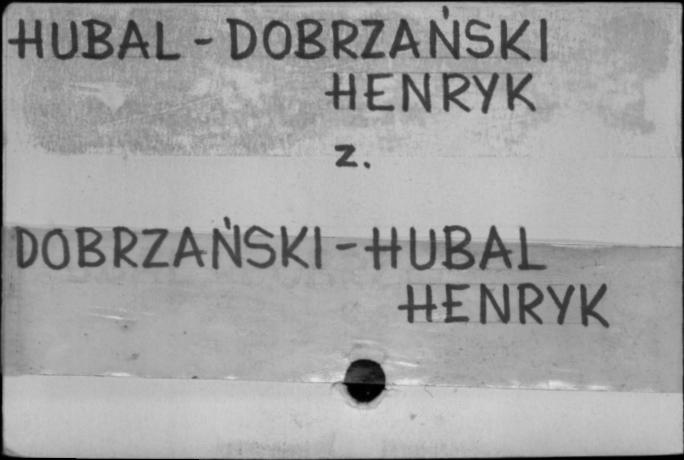 HUBAL - DOBRZAŃSKI
HENRYK
z.
DOBRZAŃSKI - HUBAL
HENRYK